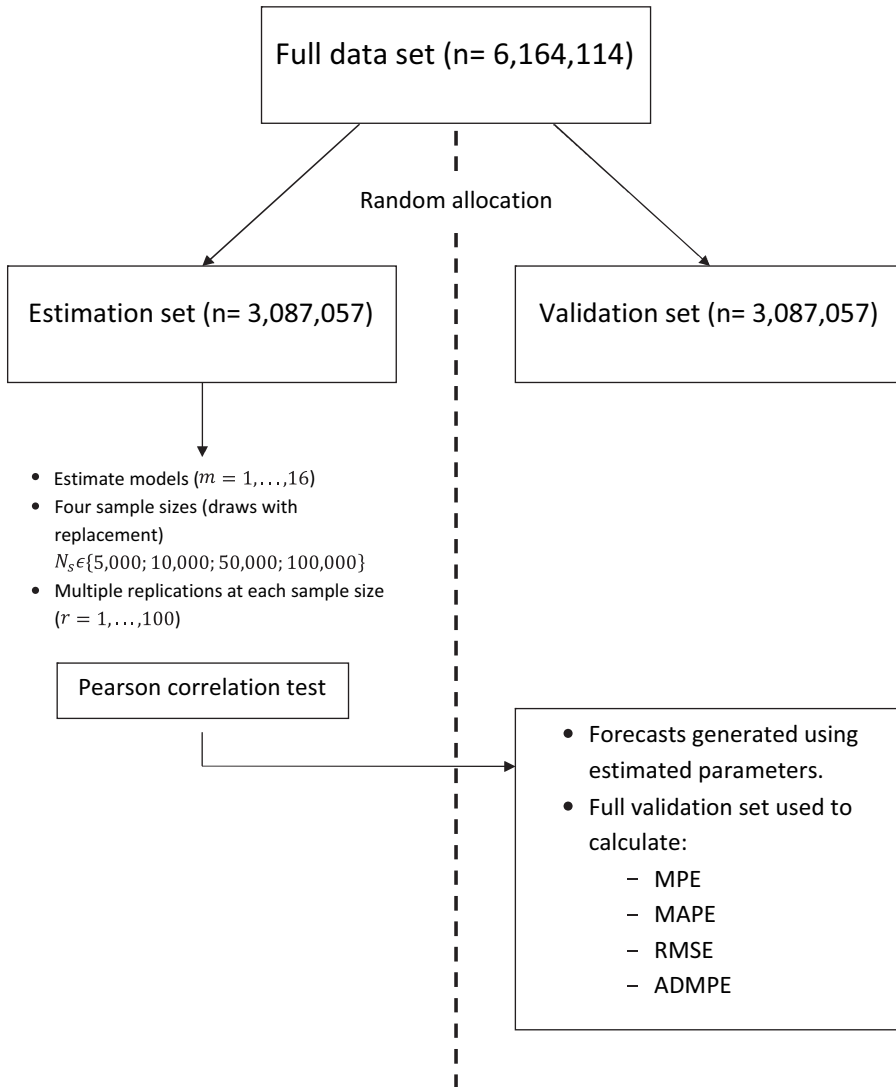 Full data set (n= 6,164,114)
Random allocation
Estimation set (n= 3,087,057)
Validation set (n= 3,087,057)
• Estimate models (m = 1,…,16)
• Four sample sizes (draws with
replacement)
Nₛϵ{5,000; 10,000; 50,000; 100,000}
• Multiple replications at each sample size
(r = 1,…,100)
Pearson correlation test
• Forecasts generated using
estimated parameters.
• Full validation set used to
calculate:
– MPE
– MAPE
– RMSE
– ADMPE